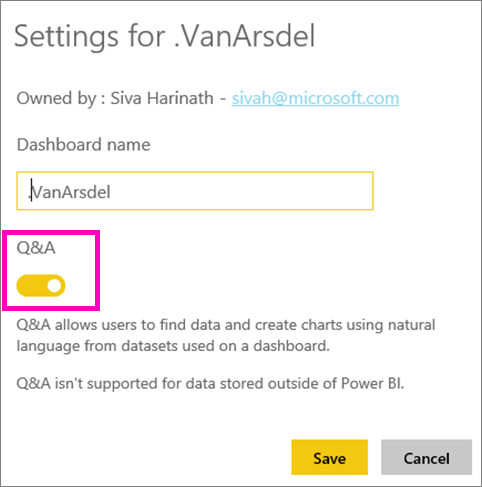 Settings for .VanArsdel
Owned by : Siva Harinath - sivah@microsoft.com
Dashboard name
.VanArsdel
Q&A
Q&A allows users to find data and create charts using natural
language from datasets used on a dashboard.
Q&A isn't supported for data stored outside of Power BI.
Save Cancel